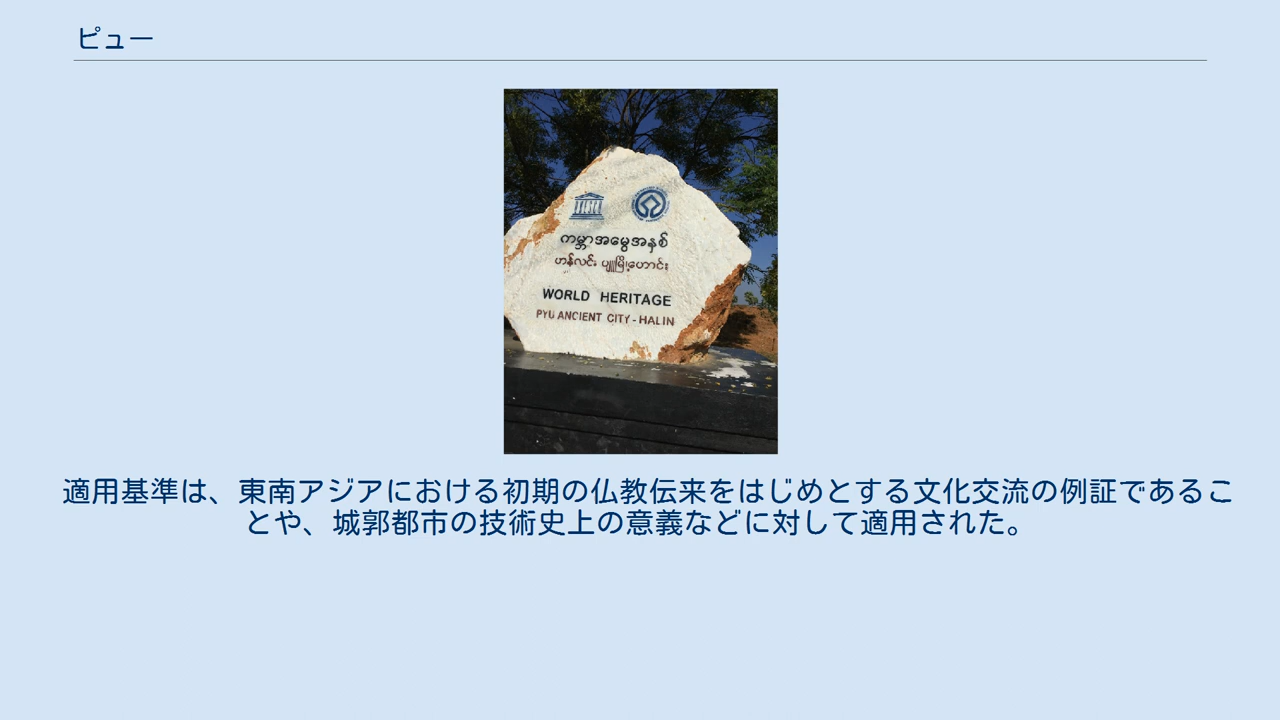 ピュー
ကမ္ဘာ့အမွေအနှစ်
ဟန်လင်း ပျူမြို့ဟောင်း
WORLD HERITAGE
PYU ANCIENT CITY - HALIN
適用基準は、東南アジアにおける初期の仏教伝来をはじめとする文化交流の例証であるこ
とや、城郭都市の技術史上の意義などに対して適用された。